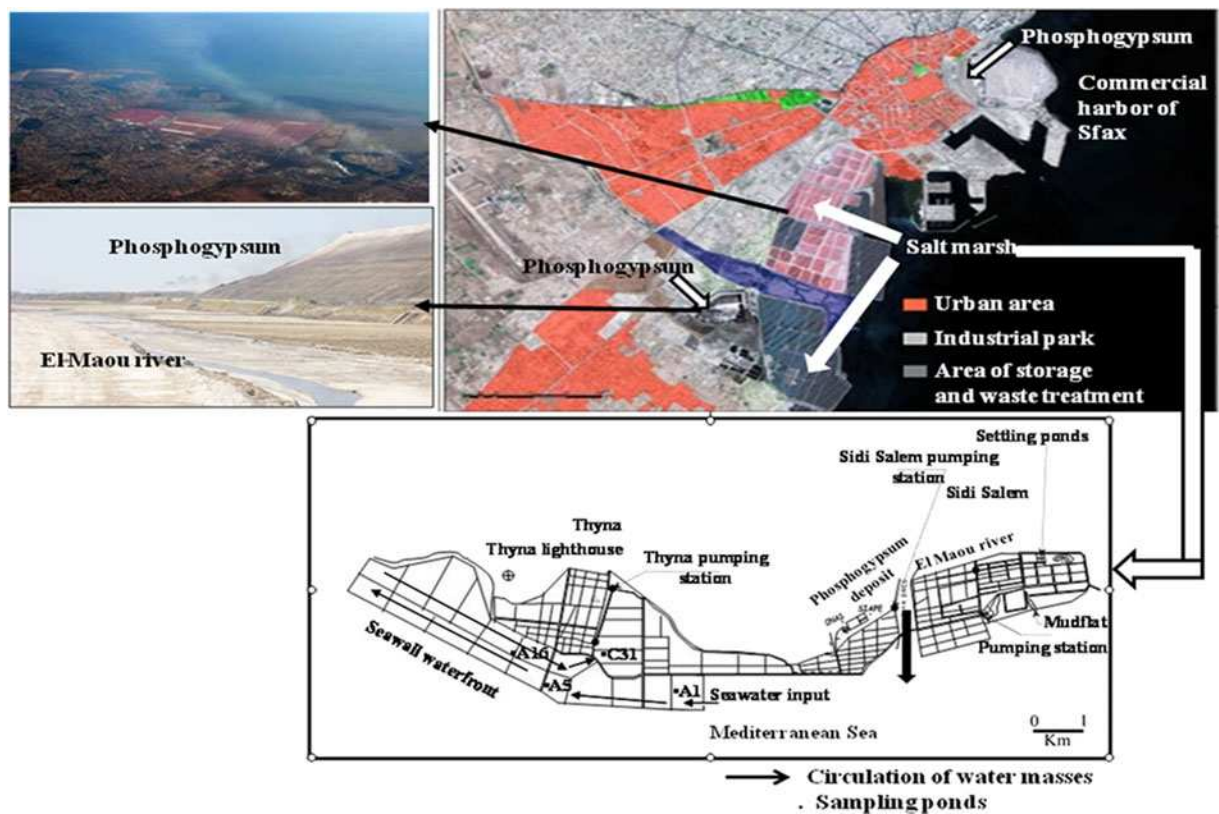 Phosphogypsum
Commercial
harbor of
Sfax
Phosphogypsum
El-Maou river
Phosphogypsum
Salt marsh
Urban area
Industrial park
Area of storage
and waste treatment
Settling ponds
Sidi Salem pumping
station
Sidi Salem
Thyna
Thyna lighthouse
Thyna pumping
station
Phosphogypsum
deposit
El Maou river
SIAPE
ONAS
Mudflat
Pumping station
Seawall waterfront
A16
C31
A5
A1
Seawater input
Mediterranean Sea
0 1
Km
Circulation of water masses
. Sampling ponds